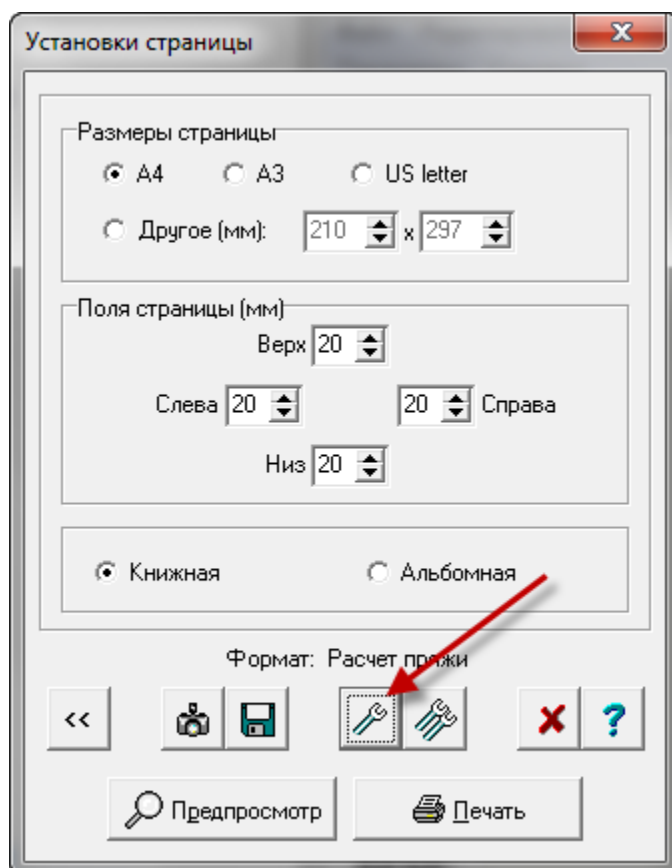 Установки страницы
Размеры страницы
A4 A3 US letter
Другое (мм): 210 x 297
Поля страницы (мм)
Верх 20
Слева 20 20 Справа
Низ 20
Книжная Альбомная
Формат: Расчет пряжи
<< ?
Предпросмотр Печать